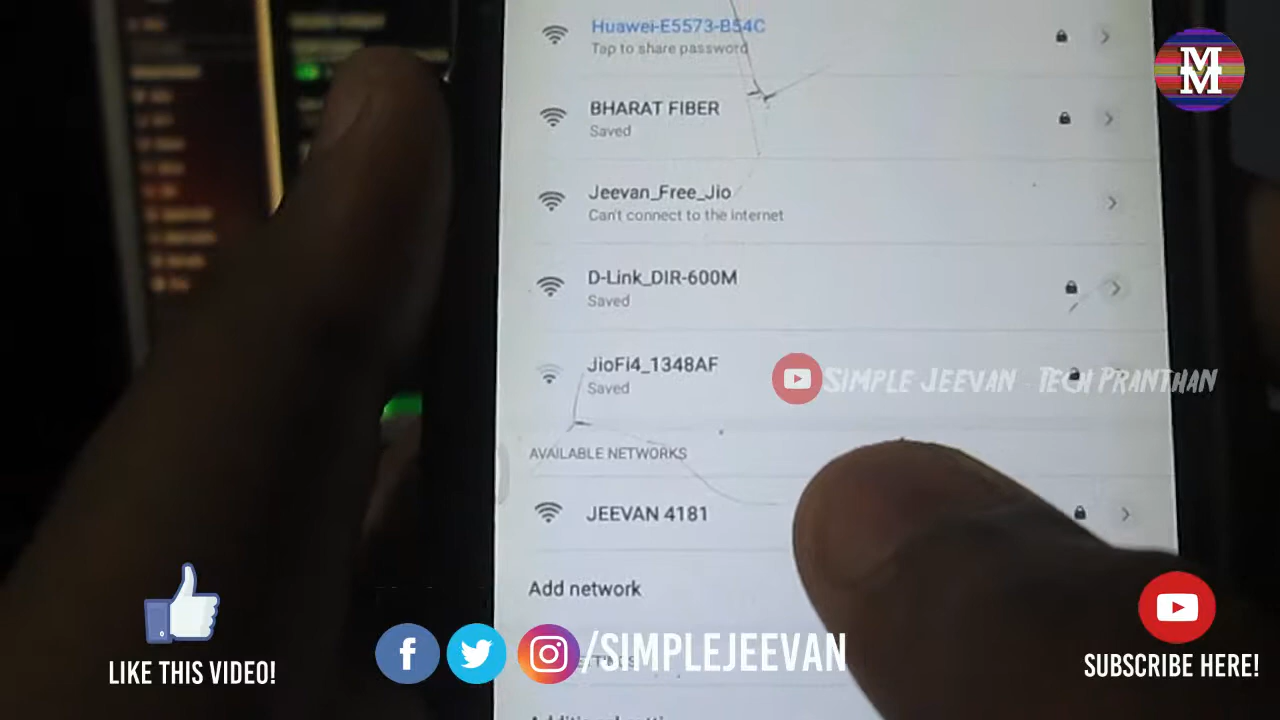 Huawei-E5573-B54C
Tap to share password
M
M
BHARAT FIBER
Saved
Jeevan_Free_Jio
Can't connect to the Internet
D-Link_DIR-600M
Saved
JioFi4_1348AF
Saved
SIMPLE JEEVAN - TECH PRANTHAN
AVAILABLE NETWORKS
JEEVAN 4181
Add network
/SIMPLEJEEVAN
LIKE THIS VIDEO!
SUBSCRIBE HERE!